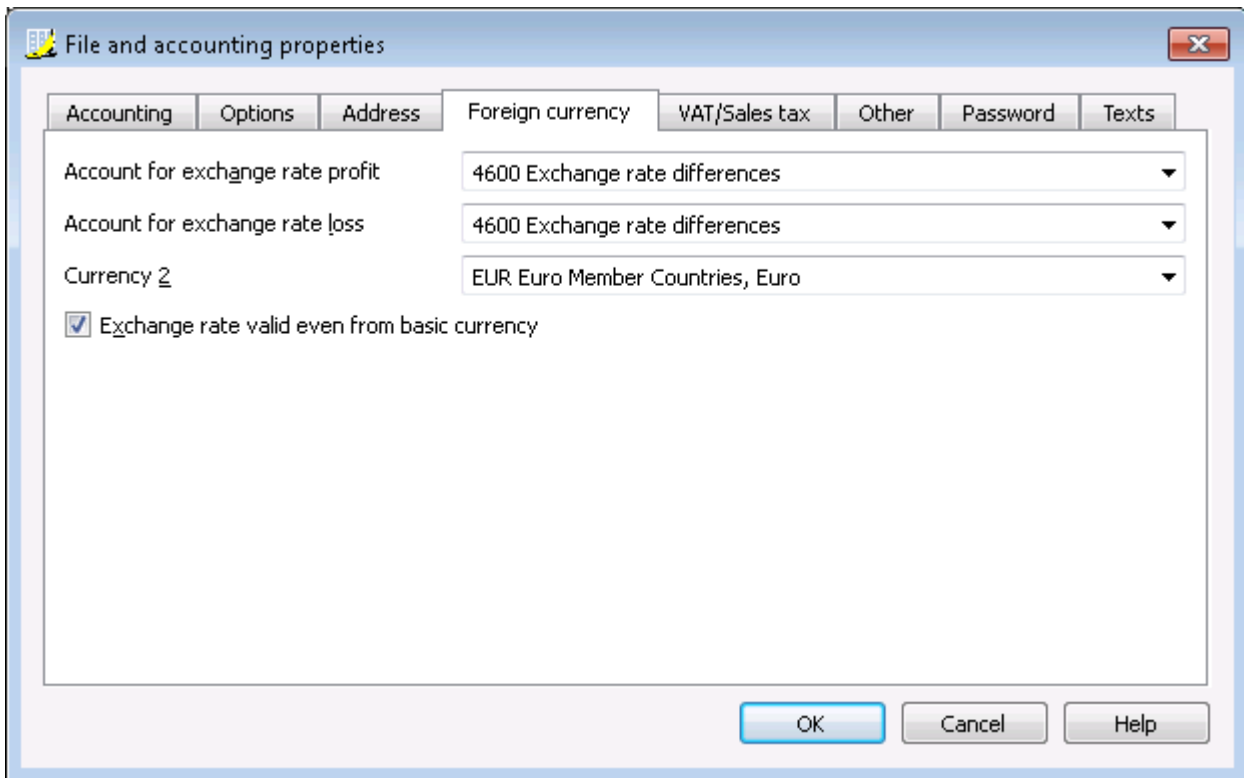 File and accounting properties
Accounting Options Address Foreign currency VAT/Sales tax Other Password Texts
Account for exchange rate profit 4600 Exchange rate differences
Account for exchange rate loss 4600 Exchange rate differences
Currency 2 EUR Euro Member Countries, Euro
Exchange rate valid even from basic currency
OK Cancel Help